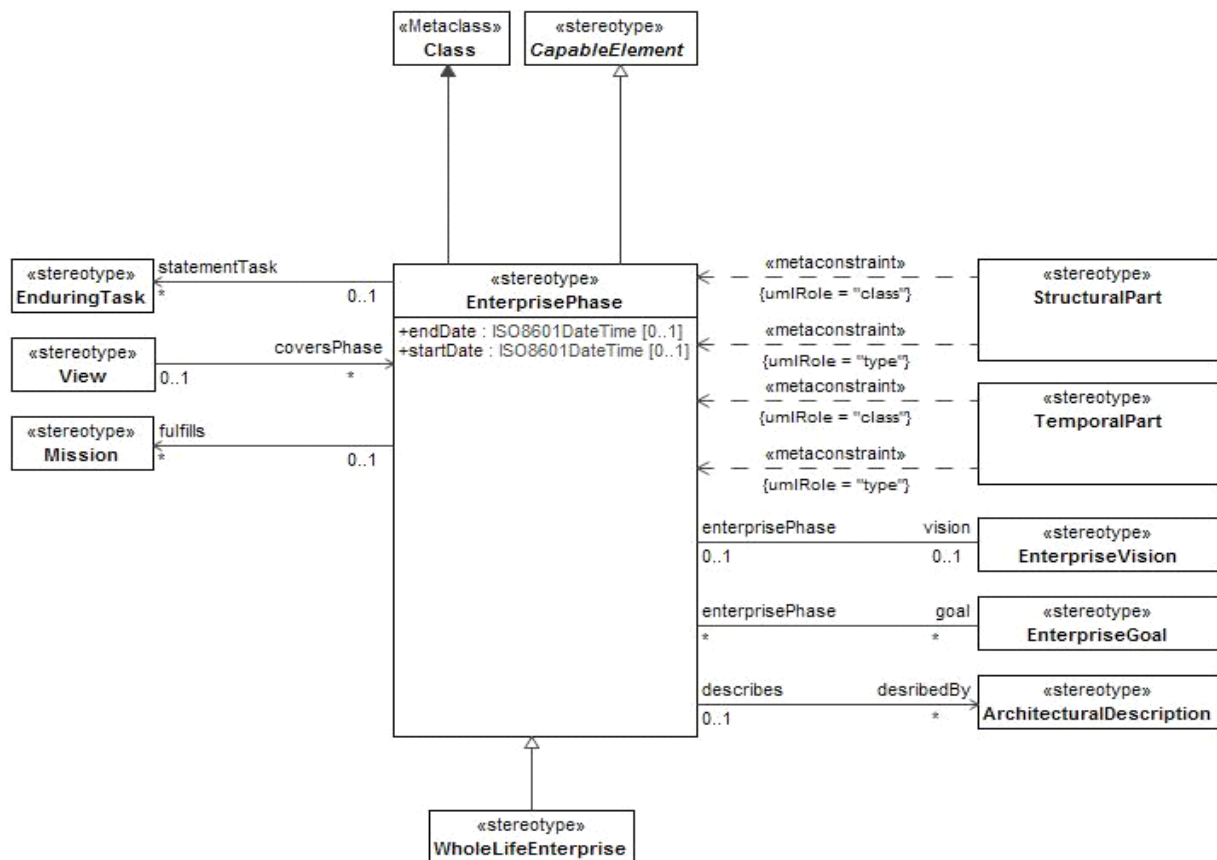 «Metaclass»
Class
«stereotype»
CapableElement
«stereotype»
EnduringTask
statementTask
*
0..1
«stereotype»
View
coversPhase
0..1
*
«stereotype»
Mission
fulfills
*
0..1
«stereotype»
EnterprisePhase
+endDate : ISO8601DateTime [0..1]
+startDate : ISO8601DateTime [0..1]
«metaconstraint»
{umlRole = "class"}
«metaconstraint»
{umlRole = "type"}
«stereotype»
StructuralPart
«metaconstraint»
{umlRole = "class"}
«metaconstraint»
{umlRole = "type"}
«stereotype»
TemporalPart
enterprisePhase
vision
0..1
0..1
«stereotype»
EnterpriseVision
enterprisePhase
goal
*
*
«stereotype»
EnterpriseGoal
describes
desribedBy
0..1
*
«stereotype»
ArchitecturalDescription
«stereotype»
WholeLifeEnterprise